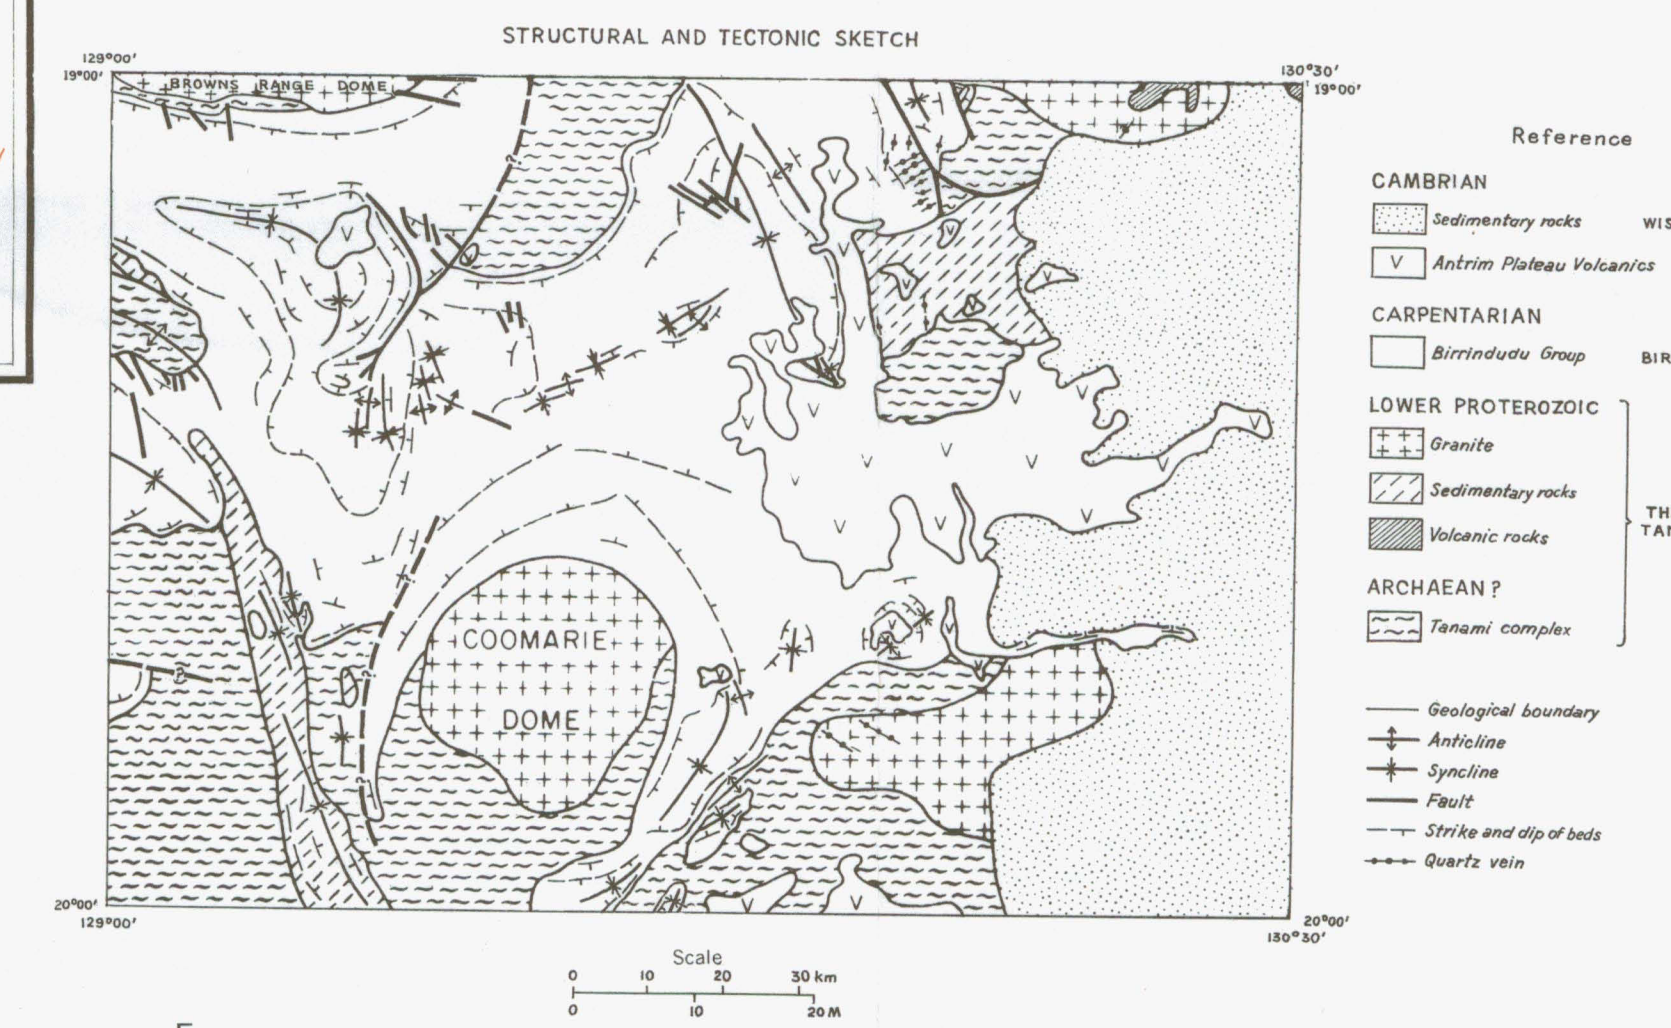 STRUCTURAL AND TECTONIC SKETCH
129°00'
19°00'
130°30'
19°00'
BROWNS RANGE DOME
COOMARIE
DOME
20°00'
129°00'
20°00'
130°30'
Scale
0 10 20 30 km
0 10 20 M
Reference
CAMBRIAN
Sedimentary rocks
WIS
V
Antrim Plateau Volcanics
CARPENTARIAN
Birrindudu Group
BIR
LOWER PROTEROZOIC
Granite
Sedimentary rocks
TH
TAN
Volcanic rocks
ARCHAEAN?
Tanami complex
Geological boundary
Anticline
Syncline
Fault
Strike and dip of beds
Quartz vein